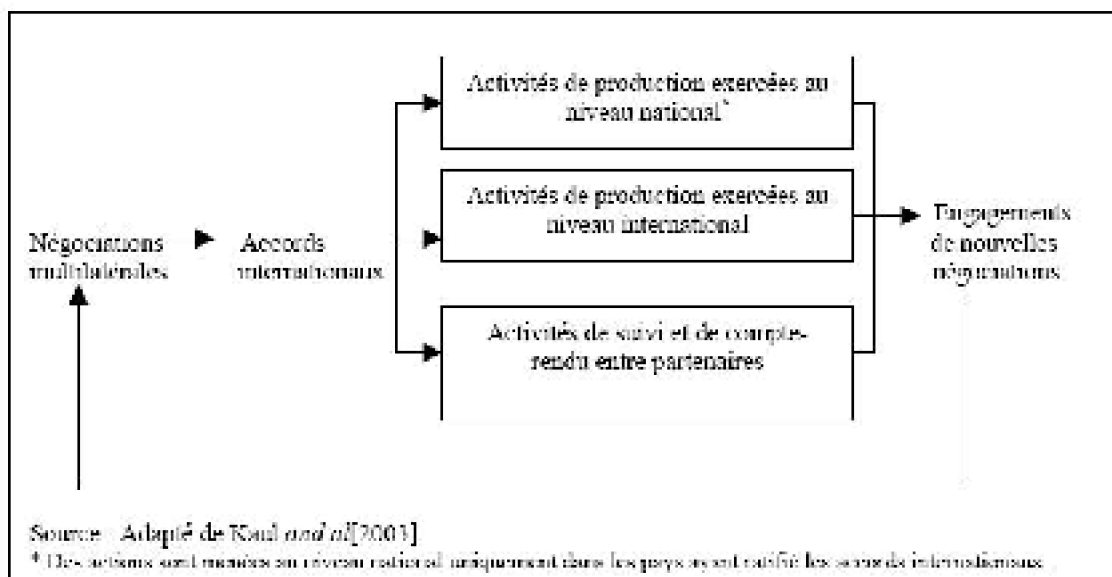 Activités de production exercées au
niveau national*
Activités de production exercées au
niveau international
Négociations
multilatérales
Accords
internationaux
Engagements
de nouvelles
négociations
Activités de suivi et de compte-
rendu entre partenaires
Source : Adapté de Kaul and al[2003]
* Des actions sont menées au niveau national uniquement dans les pays ayant ratifié les accords internationaux